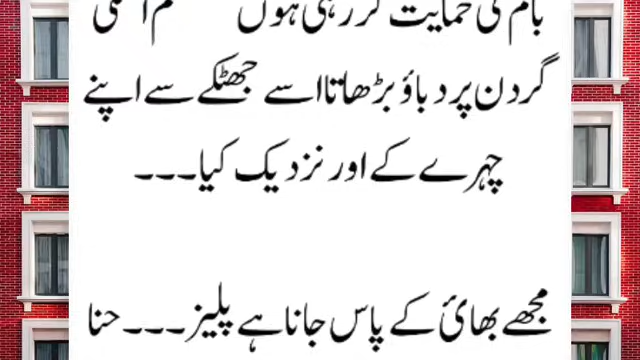 کی حمایت کر رہی ہوں
گردن پر دباؤ بڑھاتا اسے جھٹکے سے اپنے
چہرے کے اور نزدیک کیا۔۔۔
مجھے بھائ کے پاس جانا ہے پلیز ۔۔۔ حنا